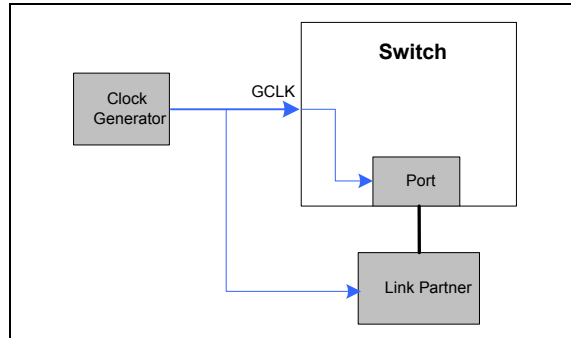 Switch
Clock
Generator
GCLK
Port
Link Partner